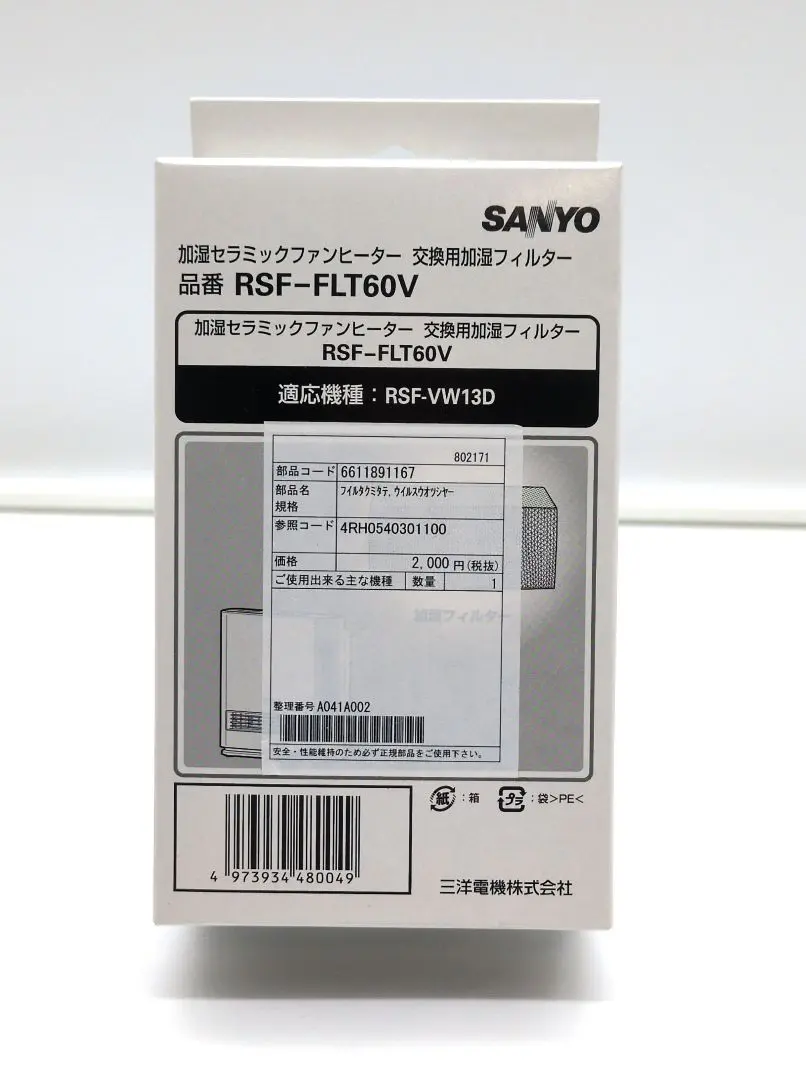 SANYO
加湿セラミックファンヒーター 交換用加湿フィルター
品番 RSF-FLT60V
加湿セラミックファンヒーター 交換用加湿フィルター
RSF-FLT60V
適応機種：RSF-VW13D
802171
部品コード 6611891167
部品名 フイルタクミタテ,ウイルスウオツシヤー
規格
参照コード 4RH0540301100
価格 2,000 円(税抜)
ご使用出来る主な機種 数量 1
加湿フィルター
整理番号 A041A002
安全・性能維持のため必ず正規部品をご使用下さい。
紙：箱 プラ：袋>PE<
4 973934 480049
三洋電機株式会社